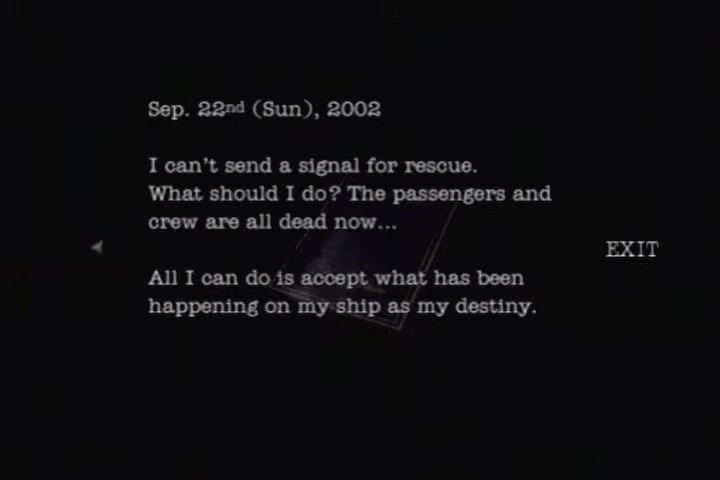 Sep. 22nd (Sun), 2002
I can't send a signal for rescue.
What should I do? The passengers and
crew are all dead now...
EXIT
All I can do is accept what has been
happening on my ship as my destiny.